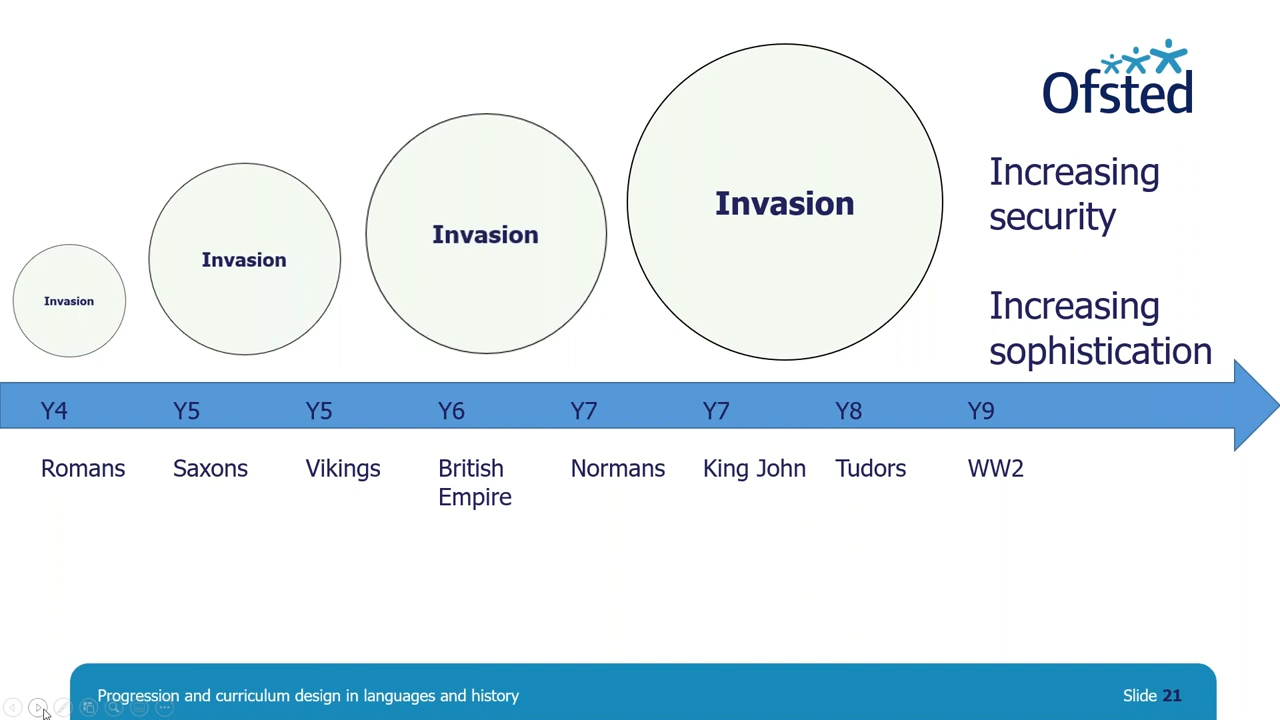 Ofsted
Increasing
security
Invasion
Invasion
Invasion
Invasion
Increasing
sophistication
Y4 Y5 Y5 Y6 Y7 Y7 Y8 Y9
Romans Saxons Vikings British Normans King John Tudors WW2
Empire
Progression and curriculum design in languages and history Slide 21